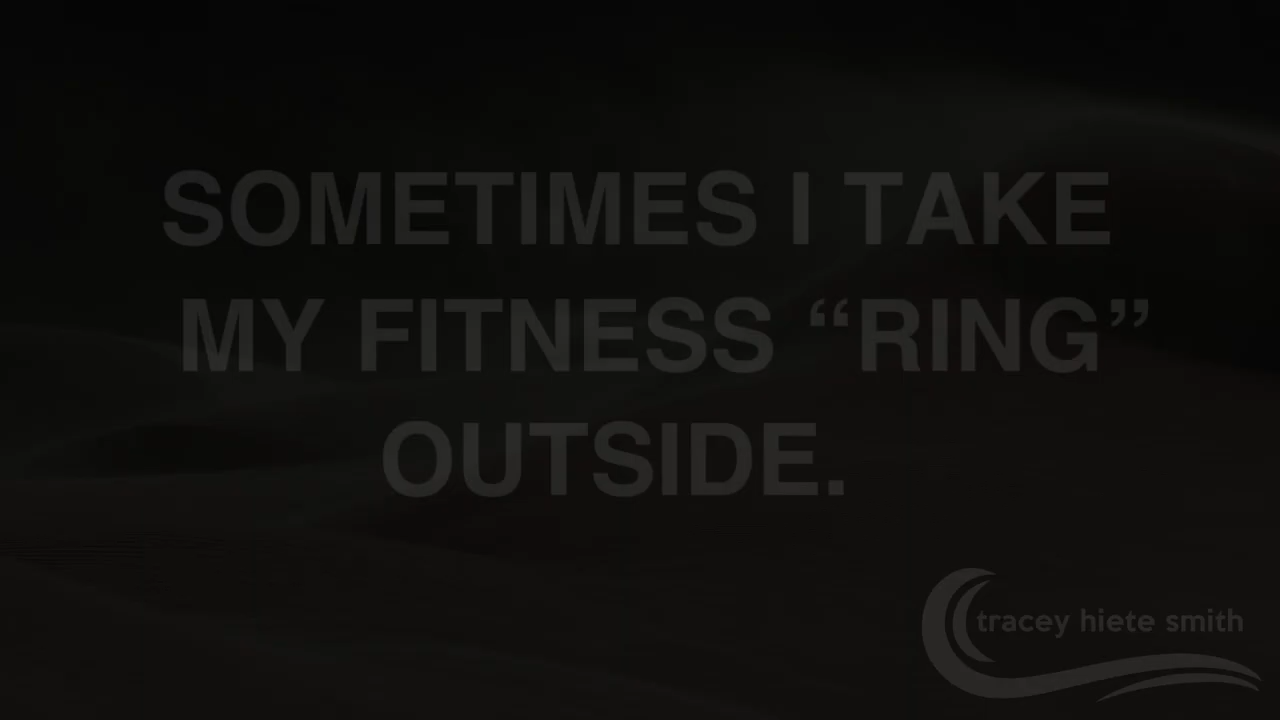 SOMETIMES I TAKE
MY FITNESS “RING”
OUTSIDE.
tracey hiete smith